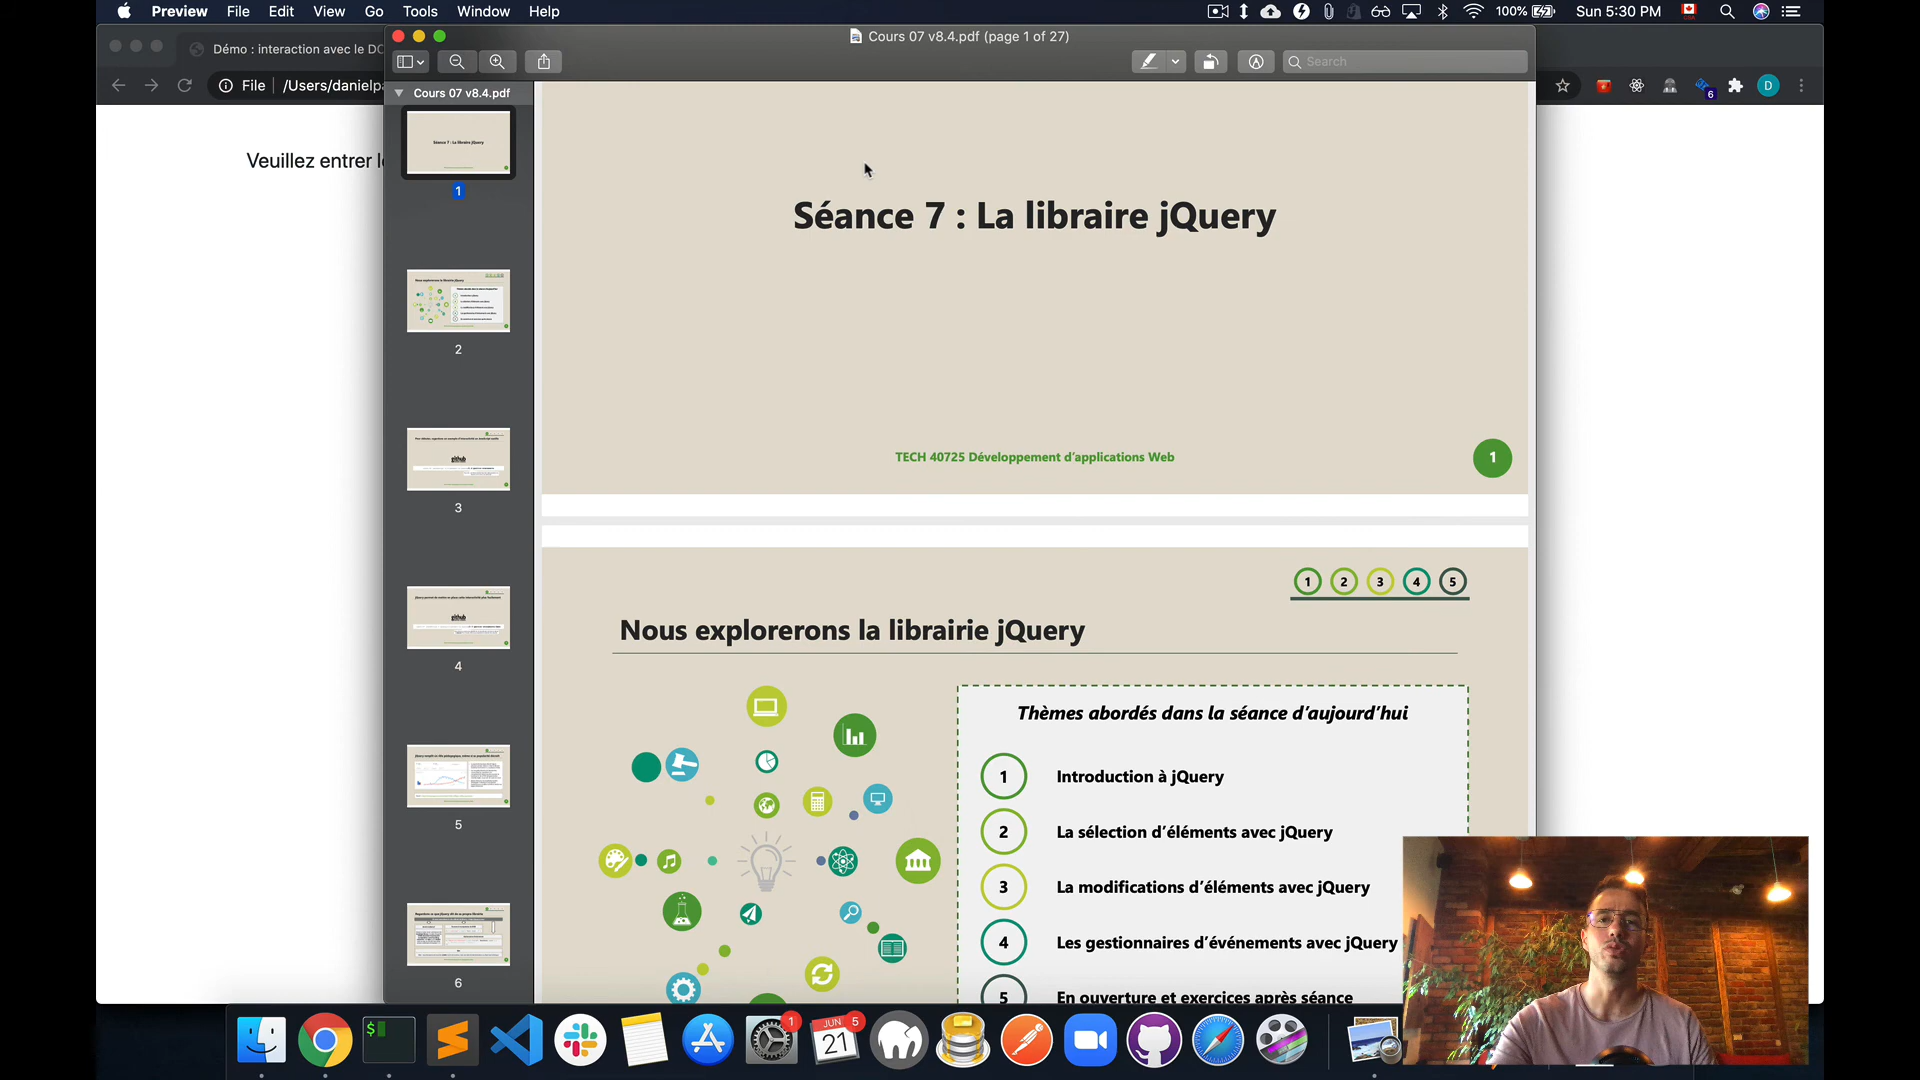 Preview File Edit View Go Tools Window Help
100% Sun 5:30 PM
Démo : interaction avec le DO
Cours 07 v8.4.pdf (page 1 of 27)
Search
File /Users/danielpa
6
D
Veuillez entrer le
Cours 07 v8.4.pdf
1
2
3
4
5
6
Séance 7 : La libraire jQuery
TECH 40725 Développement d'applications Web
1
1 2 3 4 5
Nous explorerons la librairie jQuery
Thèmes abordés dans la séance d'aujourd'hui
1 Introduction à jQuery
2 La sélection d'éléments avec jQuery
3 La modifications d'éléments avec jQuery
4 Les gestionnaires d'événements avec jQuery
5 En ouverture et exercices après séance
$
1
JUN
5
21